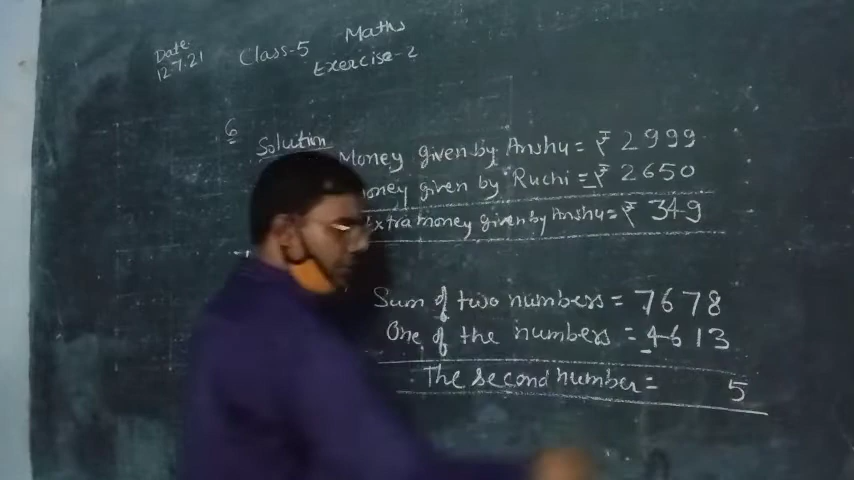 Maths
Date
12.7.21
Class-5
Exercise-2
6
Solution
Money given by Anshu = ₹ 2999
oney given by Ruchi = ₹ 2650
xtra money given by Anshu = ₹ 349
Sum of two numbers = 7678
One of the numbers = 4613
The second number = 5